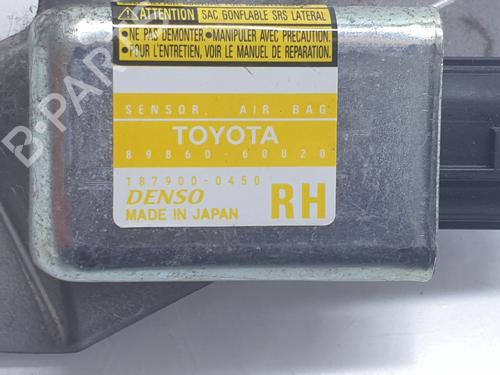 ATTENTION SAC GONFLABLE SRS LATERAL
•NE PAS DEMONTER •MANIPULER AVEC PRECAUTION.
•POUR L'ENTRETIEN, VOIR LE MANUEL DE REPARATION.
SENSOR, AIR BAG
TOYOTA
89860-60020
187900-0450
DENSO
MADE IN JAPAN
RH
B-PARTS